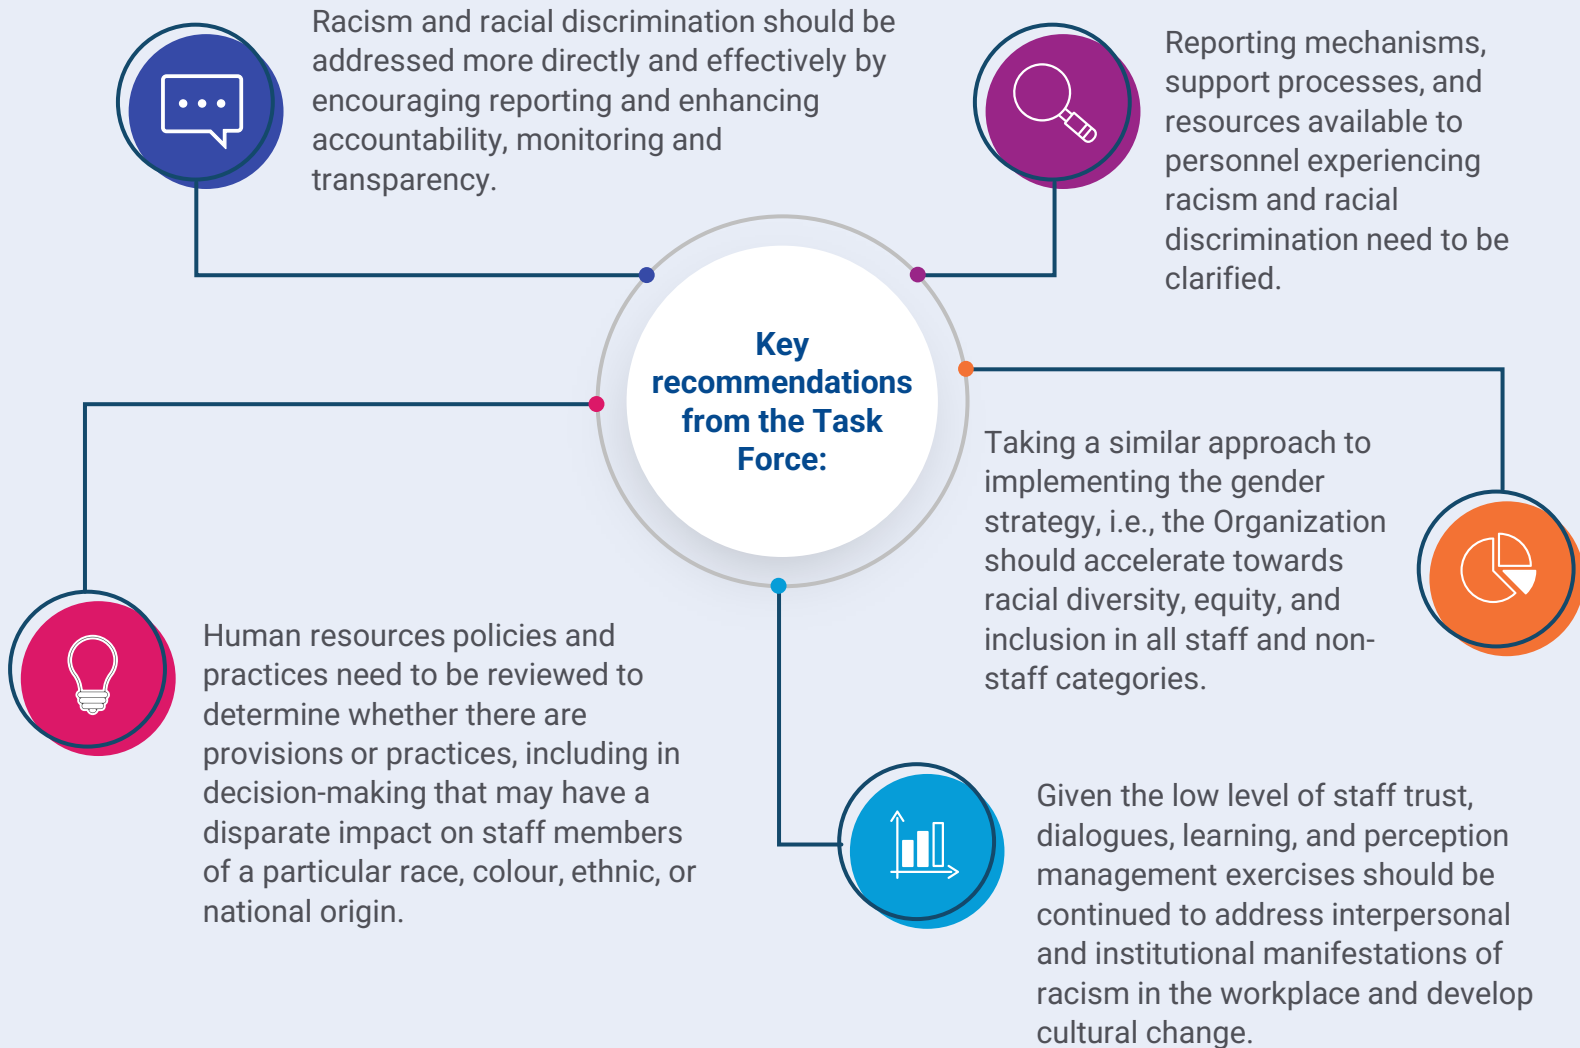 Racism and racial discrimination should be
addressed more directly and effectively by
encouraging reporting and enhancing
accountability, monitoring and
transparency.
Reporting mechanisms,
support processes, and
resources available to
personnel experiencing
racism and racial
discrimination need to be
clarified.
Key
recommendations
from the Task
Force:
Taking a similar approach to
implementing the gender
strategy, i.e., the Organization
should accelerate towards
racial diversity, equity, and
inclusion in all staff and non-
staff categories.
Human resources policies and
practices need to be reviewed to
determine whether there are
provisions or practices, including in
decision-making that may have a
disparate impact on staff members
of a particular race, colour, ethnic, or
national origin.
Given the low level of staff trust,
dialogues, learning, and perception
management exercises should be
continued to address interpersonal
and institutional manifestations of
racism in the workplace and develop
cultural change.